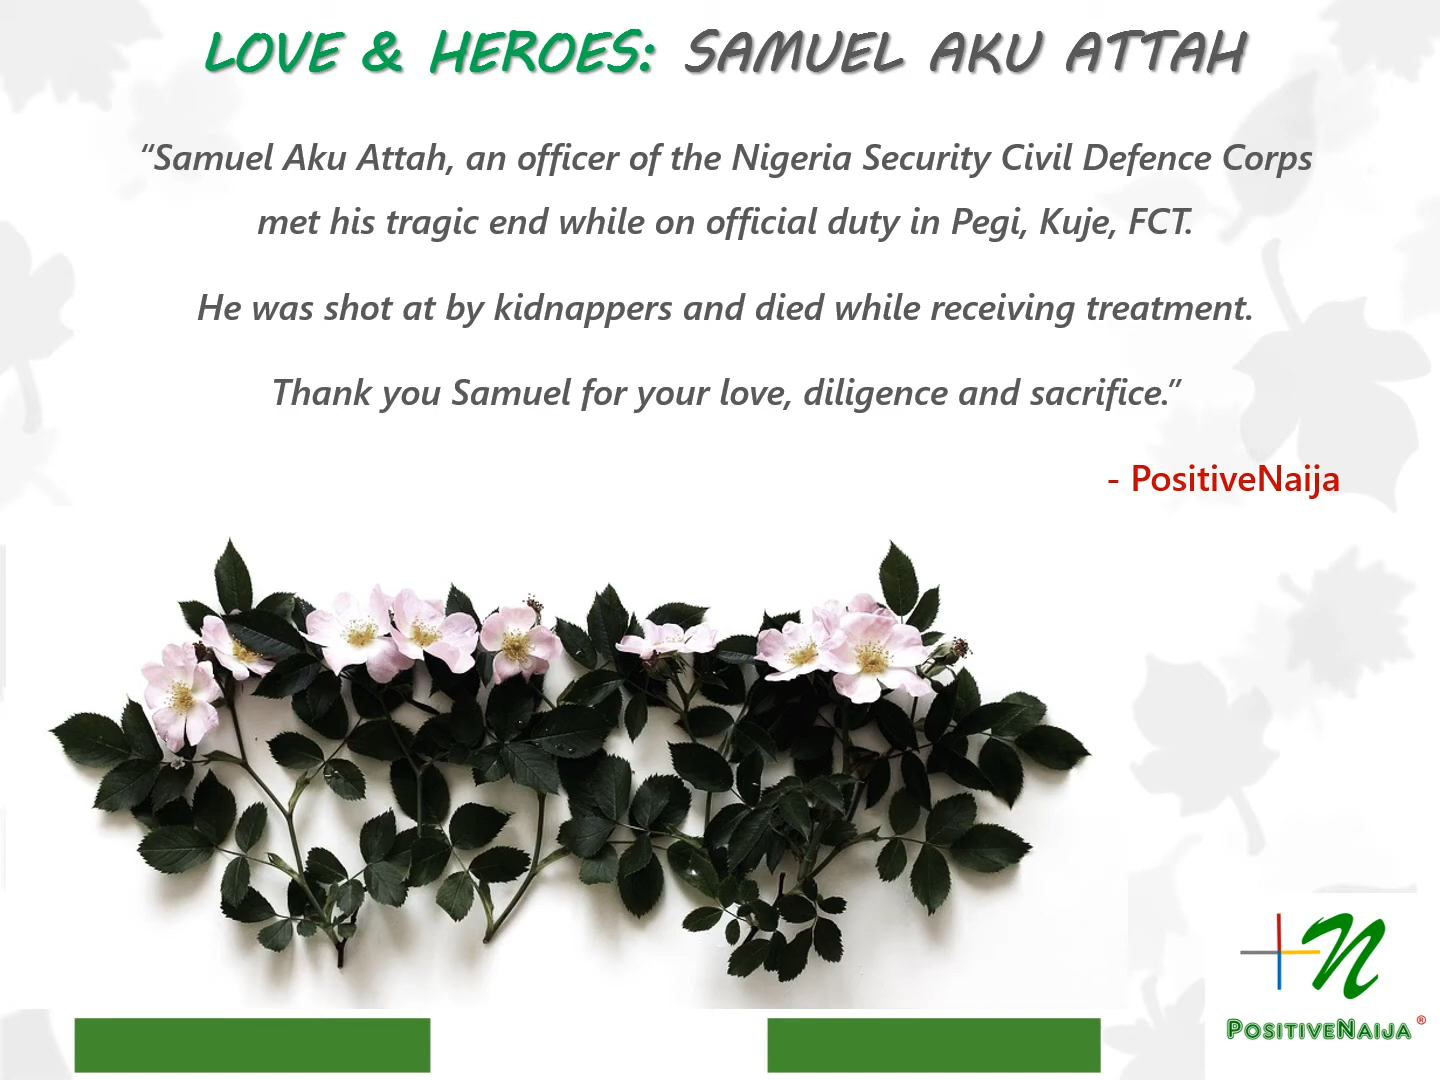 LOVE & HEROES: SAMUEL AKU ATTAH
“Samuel Aku Attah, an officer of the Nigeria Security Civil Defence Corps
met his tragic end while on official duty in Pegi, Kuje, FCT.
He was shot at by kidnappers and died while receiving treatment.
Thank you Samuel for your love, diligence and sacrifice.”
- PositiveNaija
+N
POSITIVENAIJA®